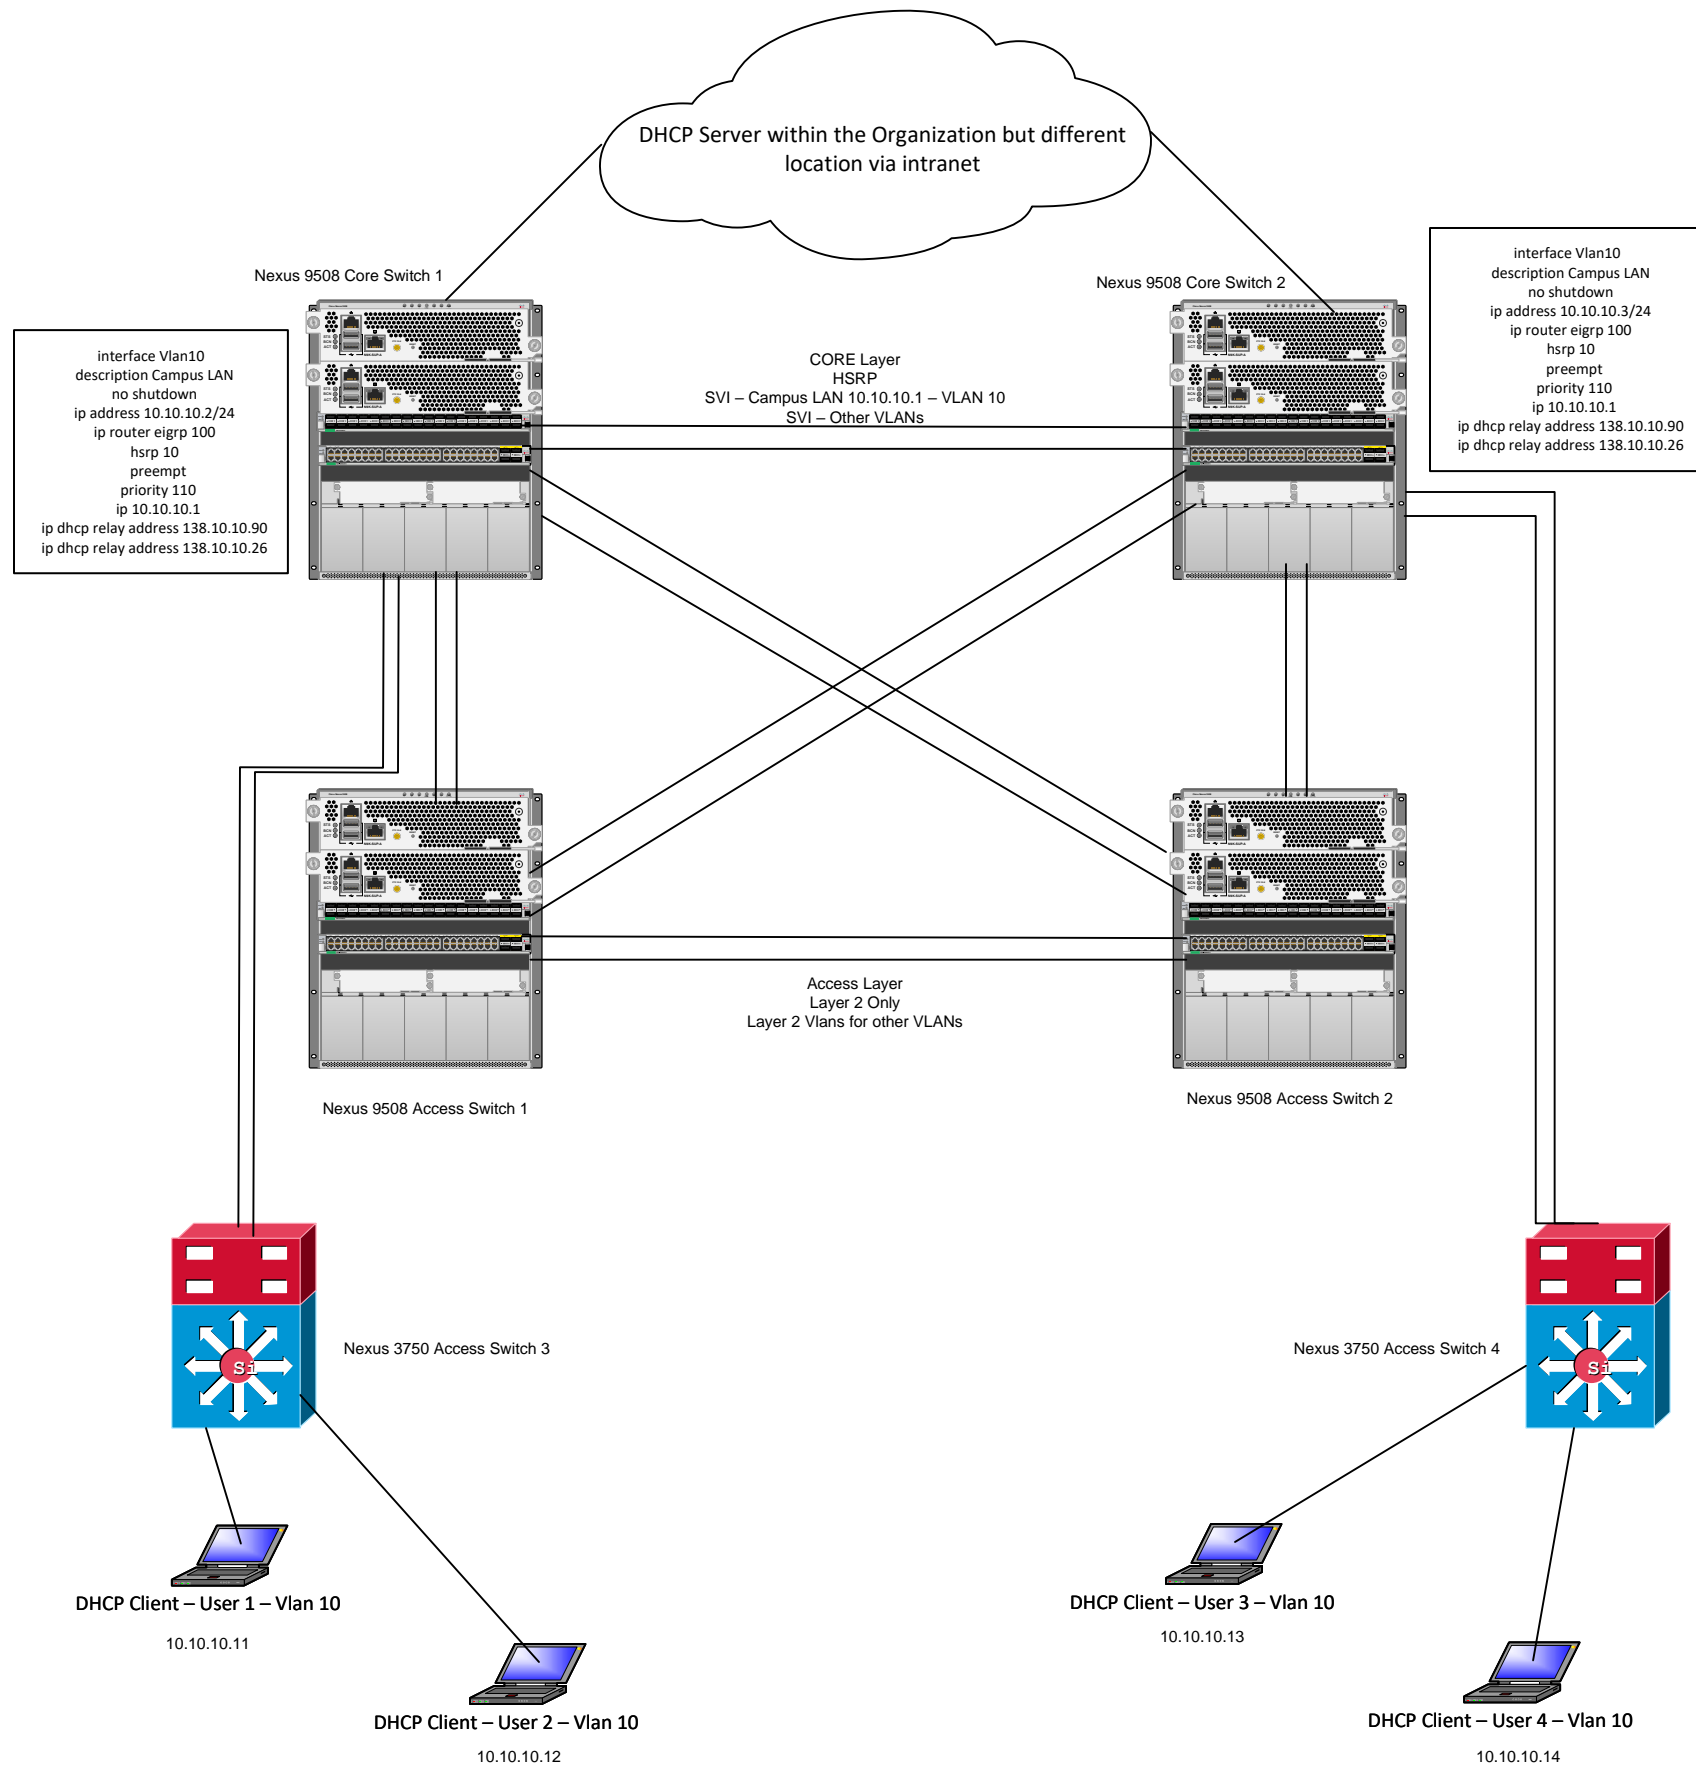 DHCP Server within the Organization but different
location via intranet
Nexus 9508 Core Switch 1
Nexus 9508 Core Switch 2
interface Vlan10
description Campus LAN
no shutdown
ip address 10.10.10.2/24
ip router eigrp 100
hsrp 10
preempt
priority 110
ip 10.10.10.1
ip dhcp relay address 138.10.10.90
ip dhcp relay address 138.10.10.26
CORE Layer
HSRP
SVI – Campus LAN 10.10.10.1 – VLAN 10
SVI – Other VLANs
interface Vlan10
description Campus LAN
no shutdown
ip address 10.10.10.3/24
ip router eigrp 100
hsrp 10
preempt
priority 110
ip 10.10.10.1
ip dhcp relay address 138.10.10.90
ip dhcp relay address 138.10.10.26
Access Layer
Layer 2 Only
Layer 2 Vlans for other VLANs
Nexus 9508 Access Switch 1
Nexus 9508 Access Switch 2
Si
Nexus 3750 Access Switch 3
Nexus 3750 Access Switch 4
Si
DHCP Client – User 1 – Vlan 10
10.10.10.11
DHCP Client – User 2 – Vlan 10
10.10.10.12
DHCP Client – User 3 – Vlan 10
10.10.10.13
DHCP Client – User 4 – Vlan 10
10.10.10.14